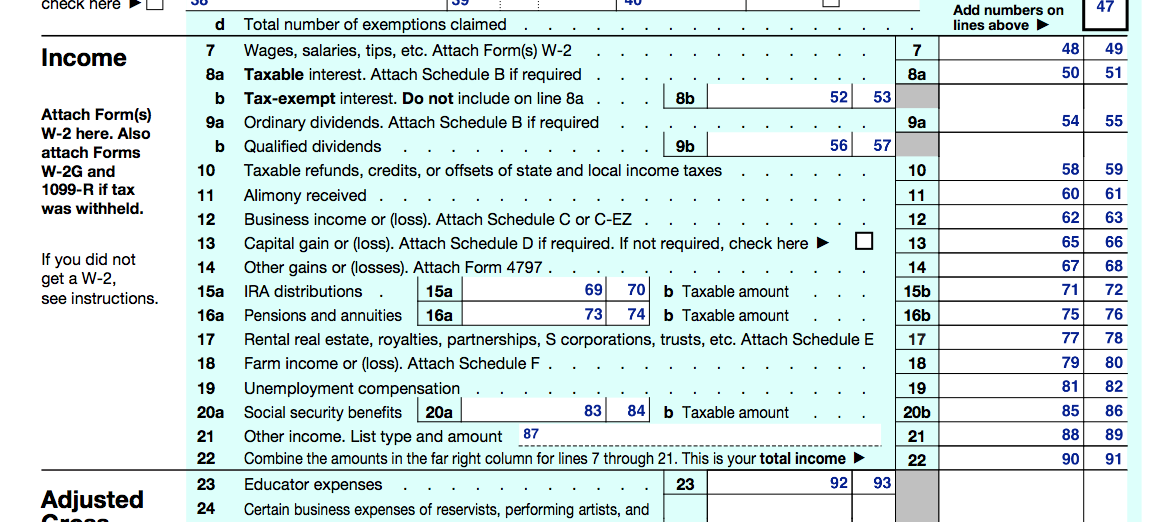 check here ▶ 38 39 40
d Total number of exemptions claimed Add numbers on lines above ▶ 47
Income
7 Wages, salaries, tips, etc. Attach Form(s) W-2 7 48 49
8a Taxable interest. Attach Schedule B if required 8a 50 51
b Tax-exempt interest. Do not include on line 8a 8b 52 53
Attach Form(s)
W-2 here. Also
attach Forms
W-2G and
1099-R if tax
was withheld.
9a Ordinary dividends. Attach Schedule B if required 9a 54 55
b Qualified dividends 9b 56 57
10 Taxable refunds, credits, or offsets of state and local income taxes 10 58 59
11 Alimony received 11 60 61
12 Business income or (loss). Attach Schedule C or C-EZ 12 62 63
13 Capital gain or (loss). Attach Schedule D if required. If not required, check here ▶ 13 65 66
If you did not
get a W-2,
see instructions.
14 Other gains or (losses). Attach Form 4797 14 67 68
15a IRA distributions 15a 69 70 b Taxable amount 15b 71 72
16a Pensions and annuities 16a 73 74 b Taxable amount 16b 75 76
17 Rental real estate, royalties, partnerships, S corporations, trusts, etc. Attach Schedule E 17 77 78
18 Farm income or (loss). Attach Schedule F 18 79 80
19 Unemployment compensation 19 81 82
20a Social security benefits 20a 83 84 b Taxable amount 20b 85 86
21 Other income. List type and amount 87 21 88 89
22 Combine the amounts in the far right column for lines 7 through 21. This is your total income ▶ 22 90 91
Adjusted
Gross
23 Educator expenses 23 92 93
24 Certain business expenses of reservists, performing artists, and